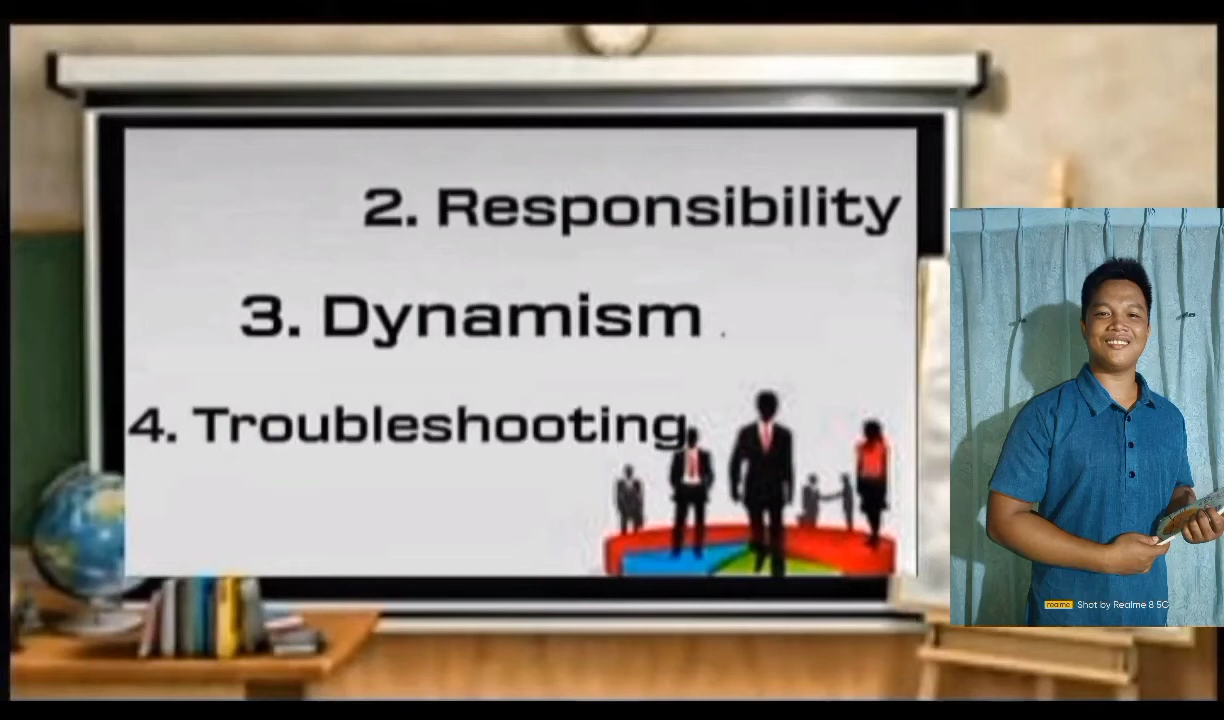 2. Responsibility
3. Dynamism .
4. Troubleshooting
realme Shot by Realme 8 5G